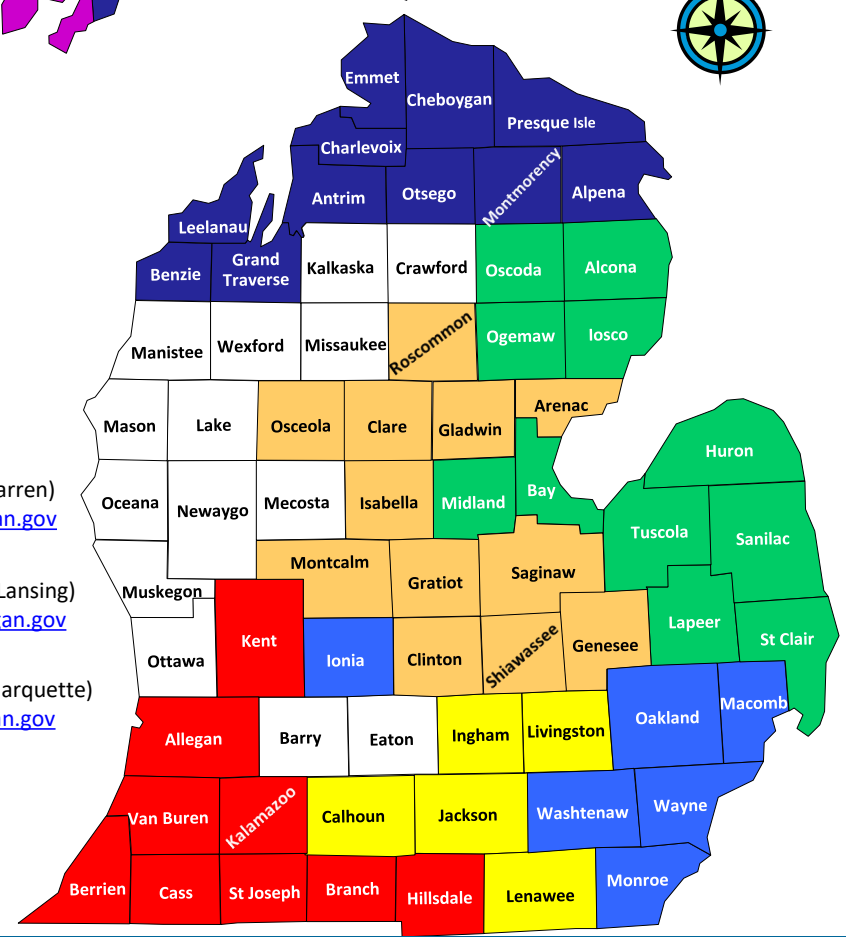 Emmet
Cheboygan
Presque Isle
Charlevoix
Antrim
Otsego
Montmorency
Alpena
Leelanau
Benzie
Grand
Traverse
Kalkaska
Crawford
Oscoda
Alcona
Manistee
Wexford
Missaukee
Roscommon
Ogemaw
Iosco
Mason
Lake
Osceola
Clare
Gladwin
Arenac
Huron
Oceana
Newaygo
Mecosta
Isabella
Midland
Bay
Tuscola
Sanilac
arren)
an.gov
Muskegon
Montcalm
Gratiot
Saginaw
Lapeer
St Clair
Lansing)
gan.gov
Ottawa
Kent
Ionia
Clinton
Shiawassee
Genesee
arquette)
an.gov
Allegan
Barry
Eaton
Ingham
Livingston
Oakland
Macomb
Van Buren
Kalamazoo
Calhoun
Jackson
Washtenaw
Wayne
Berrien
Cass
St Joseph
Branch
Hillsdale
Lenawee
Monroe